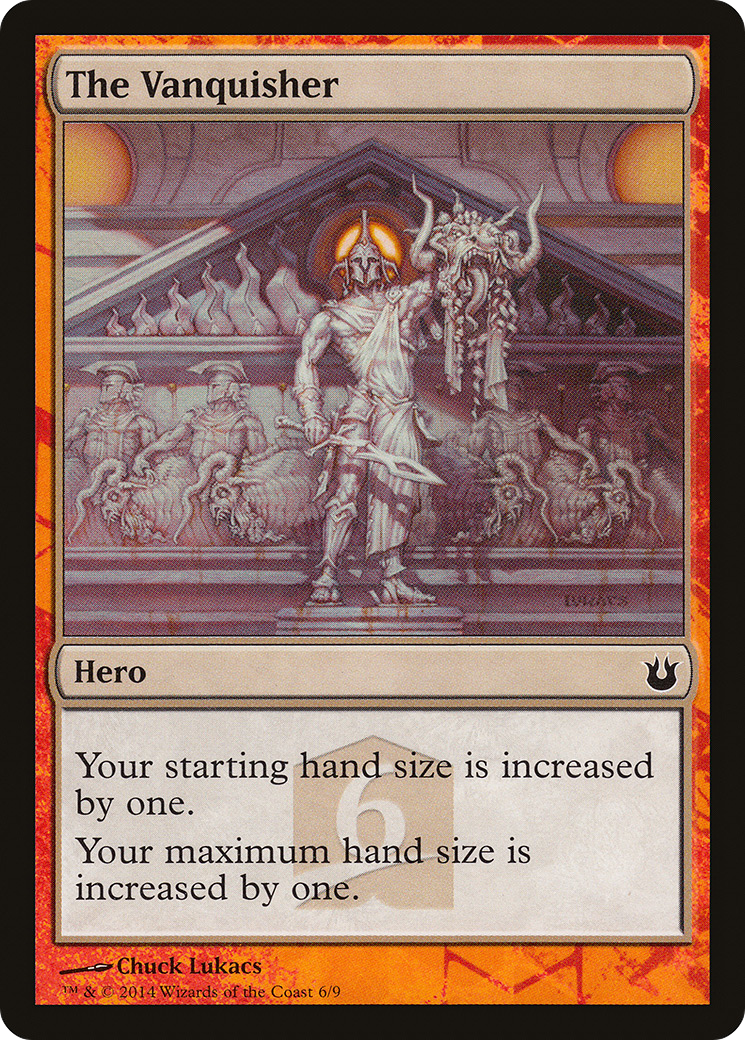 The Vanquisher
LUKACS
Hero
Your starting hand size is increased
by one.
6
Your maximum hand size is
increased by one.
Chuck Lukacs
™ & © 2014 Wizards of the Coast 6/9